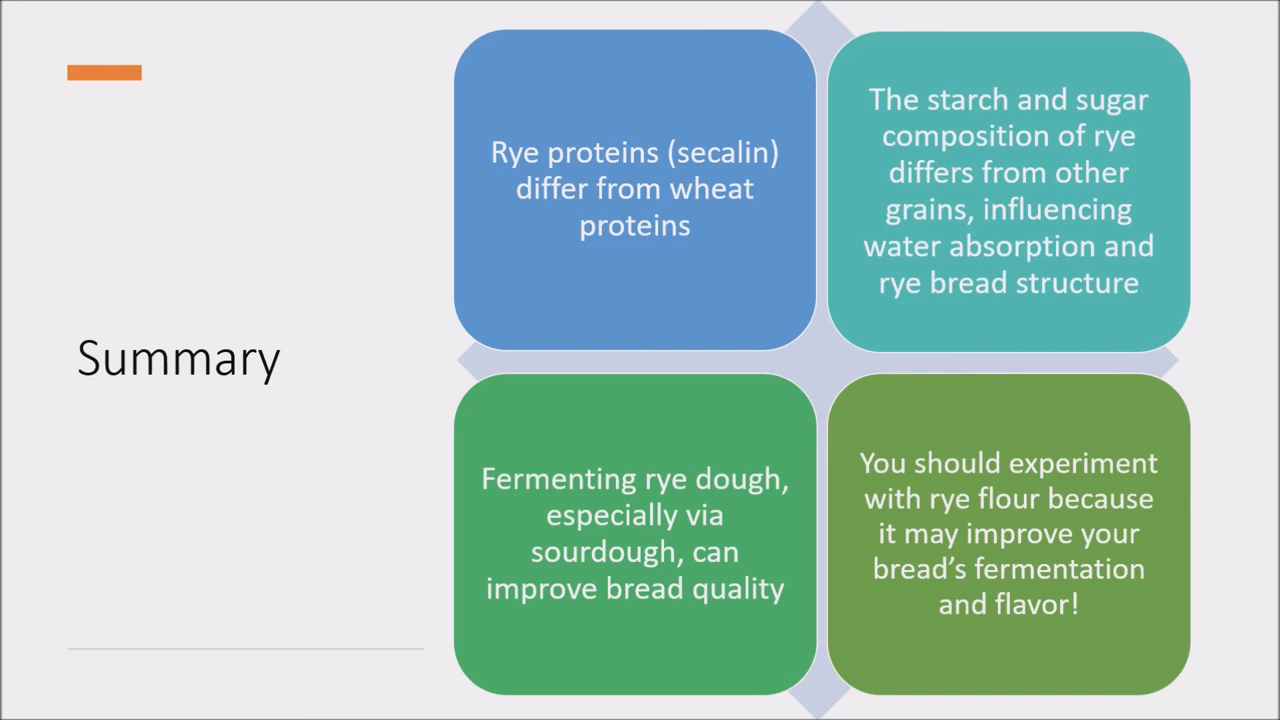 Summary
Rye proteins (secalin)
differ from wheat
proteins
The starch and sugar
composition of rye
differs from other
grains, influencing
water absorption and
rye bread structure
Fermenting rye dough,
especially via
sourdough, can
improve bread quality
You should experiment
with rye flour because
it may improve your
bread’s fermentation
and flavor!